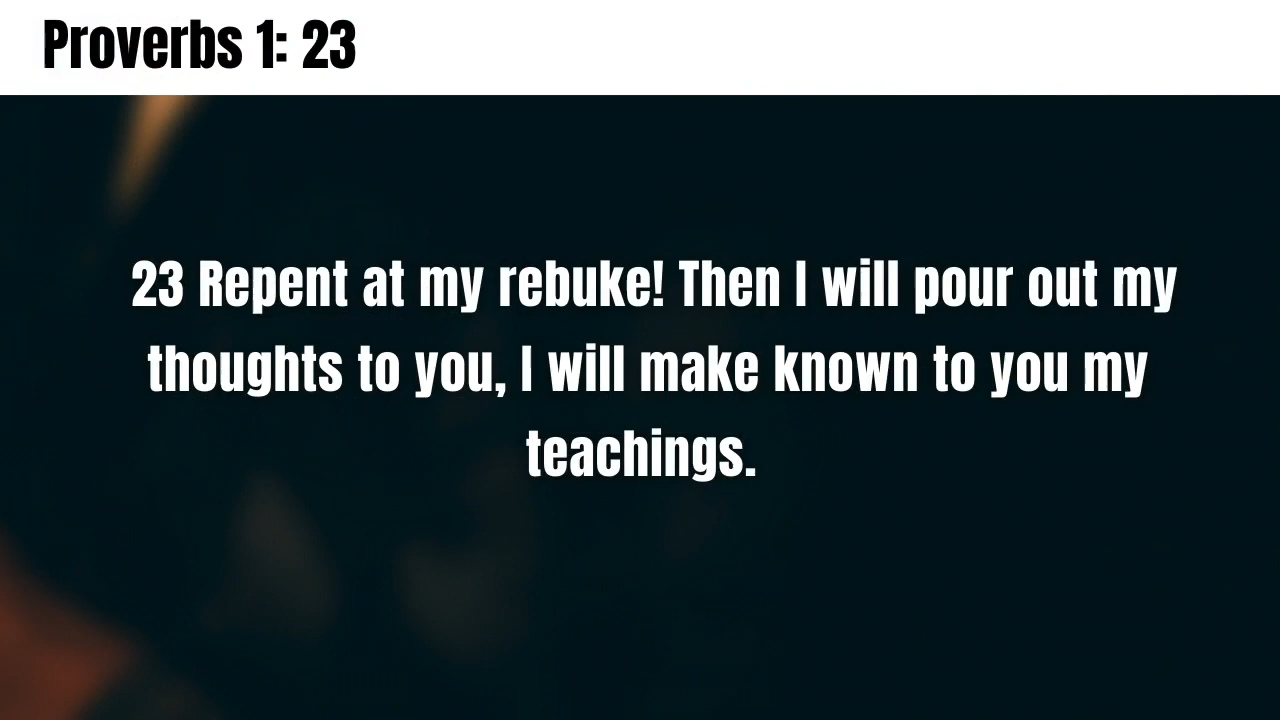 Proverbs 1: 23
23 Repent at my rebuke! Then I will pour out my
thoughts to you, I will make known to you my
teachings.